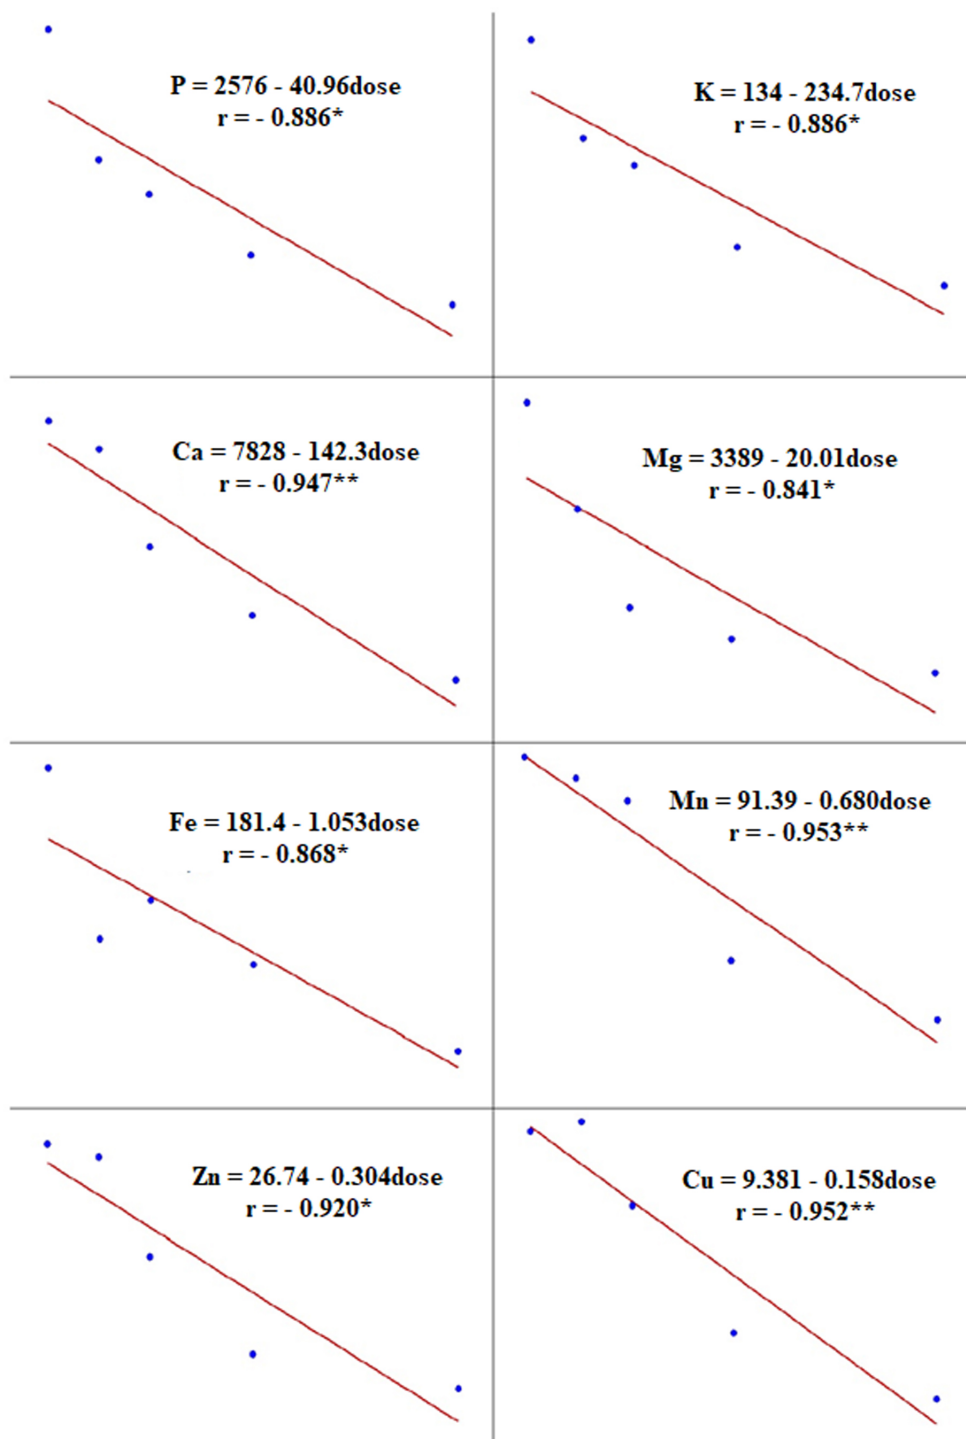 P = 2576 - 40.96dose
r = - 0.886*
K = 134 - 234.7dose
r = - 0.886*
Ca = 7828 - 142.3dose
r = - 0.947**
Mg = 3389 - 20.01dose
r = - 0.841*
Fe = 181.4 - 1.053dose
r = - 0.868*
Mn = 91.39 - 0.680dose
r = - 0.953**
Zn = 26.74 - 0.304dose
r = - 0.920*
Cu = 9.381 - 0.158dose
r = - 0.952**